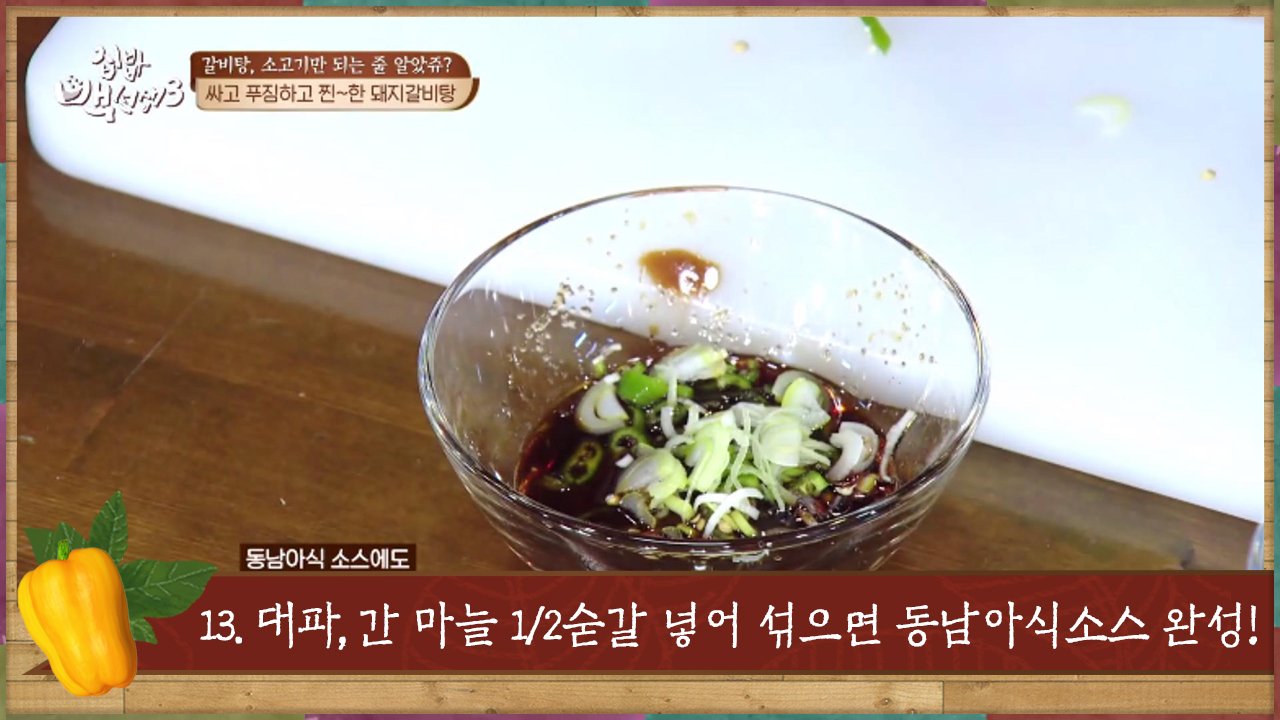 집밥
백선생3
갈비탕, 소고기만 되는 줄 알았쥬?
싸고 푸짐하고 찐~한 돼지갈비탕
동남아식 소스에도
13. 대파, 간 마늘 1/2숟갈 넣어 섞으면 동남아식소스 완성!